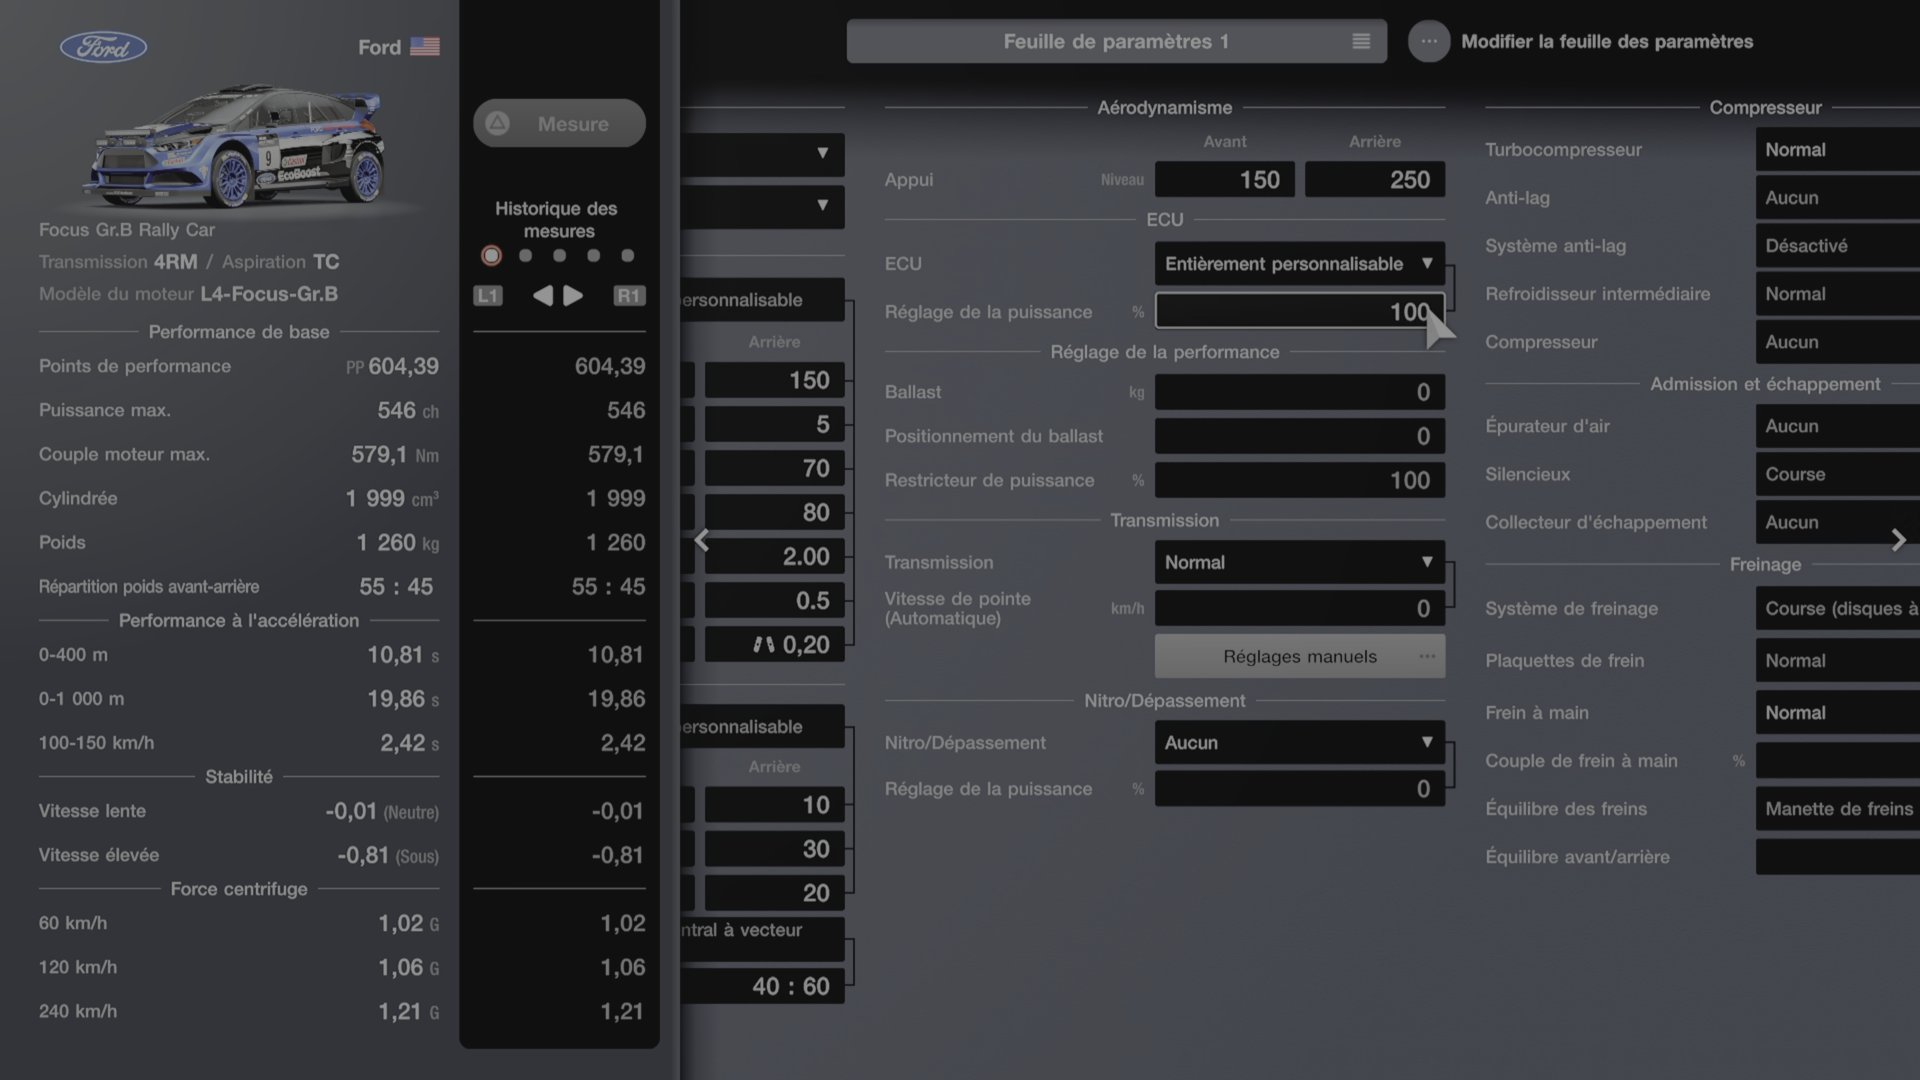 Ford
Ford
9
EcoBoost
Focus Gr.B Rally Car
Transmission 4RM / Aspiration TC
Modèle du moteur L4-Focus-Gr.B
Performance de base
Points de performance PP 604,39
Puissance max. 546 ch
Couple moteur max. 579,1 Nm
Cylindrée 1 999 cm³
Poids 1 260 kg
Répartition poids avant-arrière 55 : 45
Performance à l'accélération
0-400 m 10,81 s
0-1 000 m 19,86 s
100-150 km/h 2,42 s
Stabilité
Vitesse lente -0,01 (Neutre)
Vitesse élevée -0,81 (Sous)
Force centrifuge
60 km/h 1,02 G
120 km/h 1,06 G
240 km/h 1,21 G
Mesure
Historique des
mesures
L1 R1
604,39
546
579,1
1 999
1 260
55 : 45
10,81
19,86
2,42
-0,01
-0,81
1,02
1,06
1,21
Feuille de paramètres 1
Modifier la feuille des paramètres
ersonnalisable
Arrière
150
5
70
80
2.00
0.5
0,20
ersonnalisable
Arrière
10
30
20
ntral à vecteur
40 : 60
Aérodynamisme
Avant Arrière
Appui Niveau 150 250
ECU
ECU Entièrement personnalisable
Réglage de la puissance % 100
Réglage de la performance
Ballast kg 0
Positionnement du ballast 0
Restricteur de puissance % 100
Transmission
Transmission Normal
Vitesse de pointe
(Automatique) km/h 0
Réglages manuels
Nitro/Dépassement
Nitro/Dépassement Aucun
Réglage de la puissance % 0
Compresseur
Turbocompresseur Normal
Anti-lag Aucun
Système anti-lag Désactivé
Refroidisseur intermédiaire Normal
Compresseur Aucun
Admission et échappement
Épurateur d'air Aucun
Silencieux Course
Collecteur d'échappement Aucun
Freinage
Système de freinage Course (disques à
Plaquettes de frein Normal
Frein à main Normal
Couple de frein à main %
Équilibre des freins Manette de freins
Équilibre avant/arrière